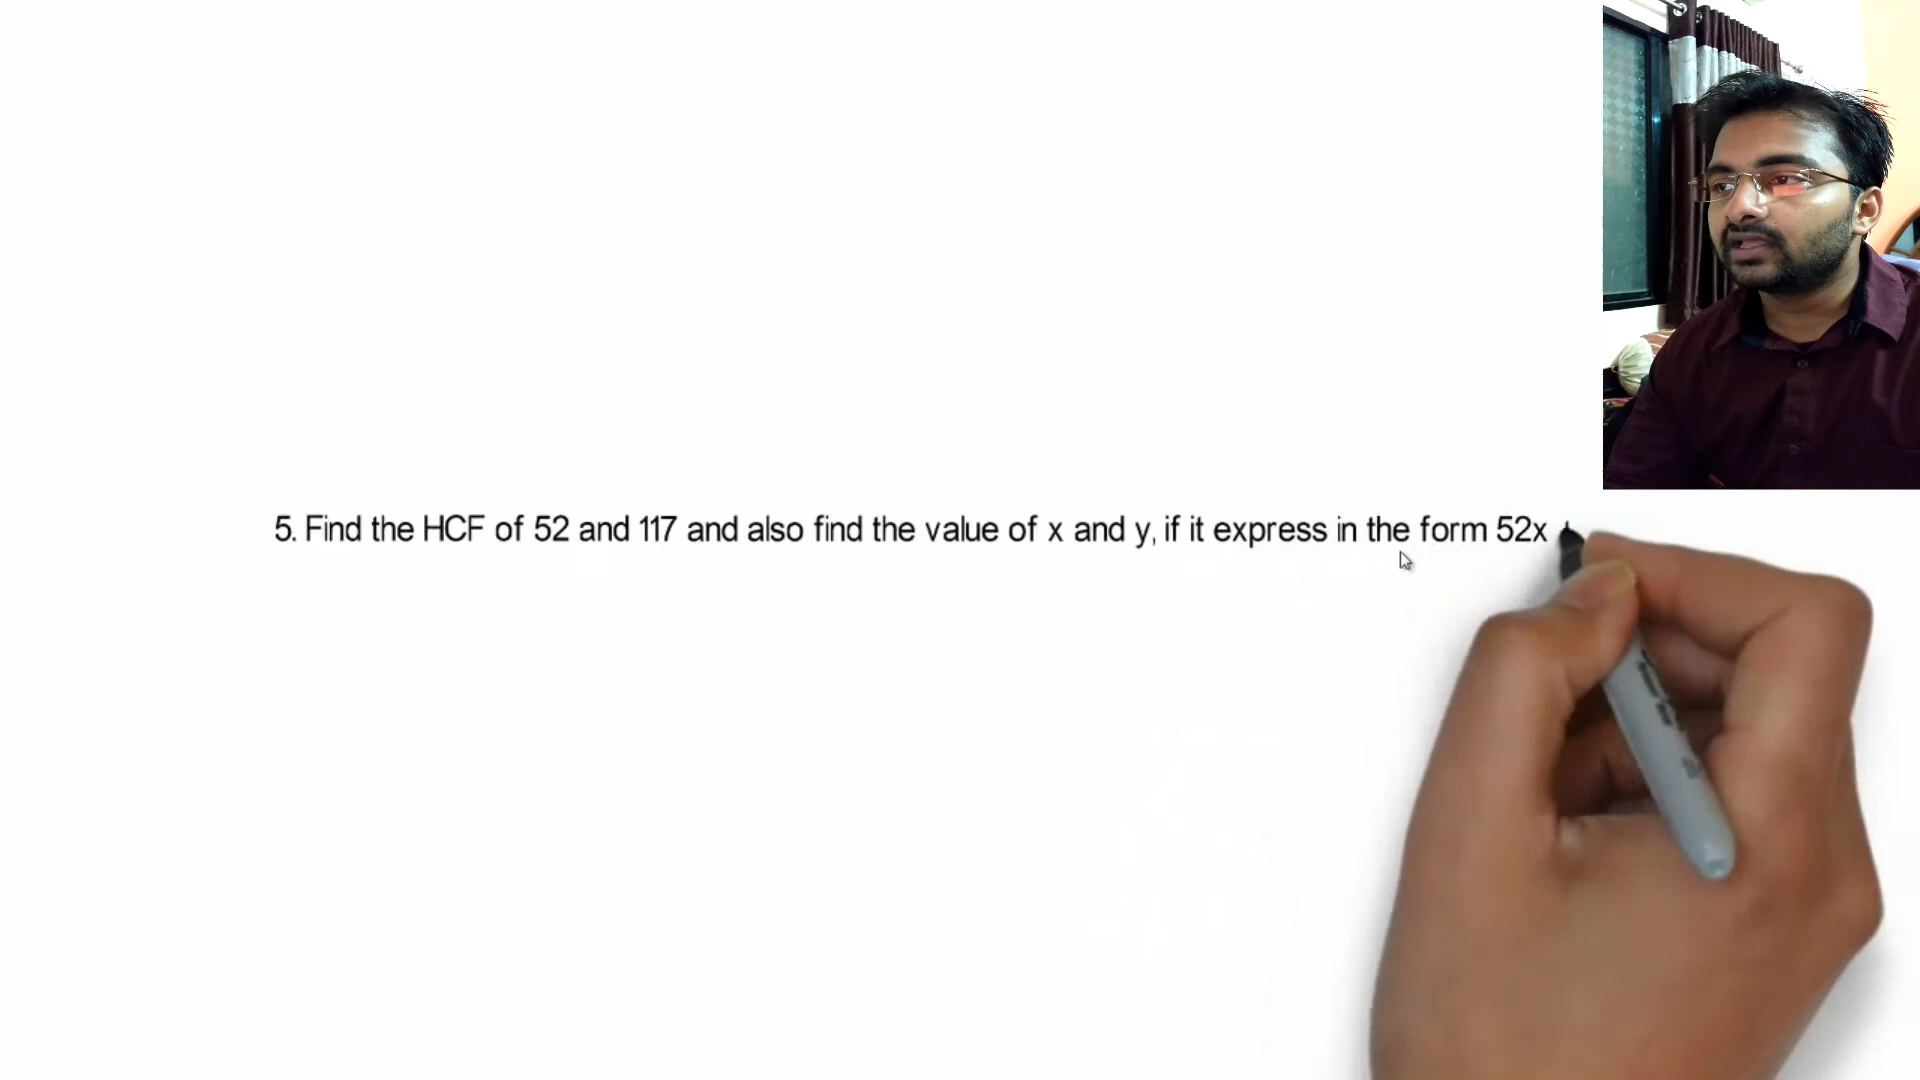 5. Find the HCF of 52 and 117 and also find the value of x and y, if it express in the form 52x